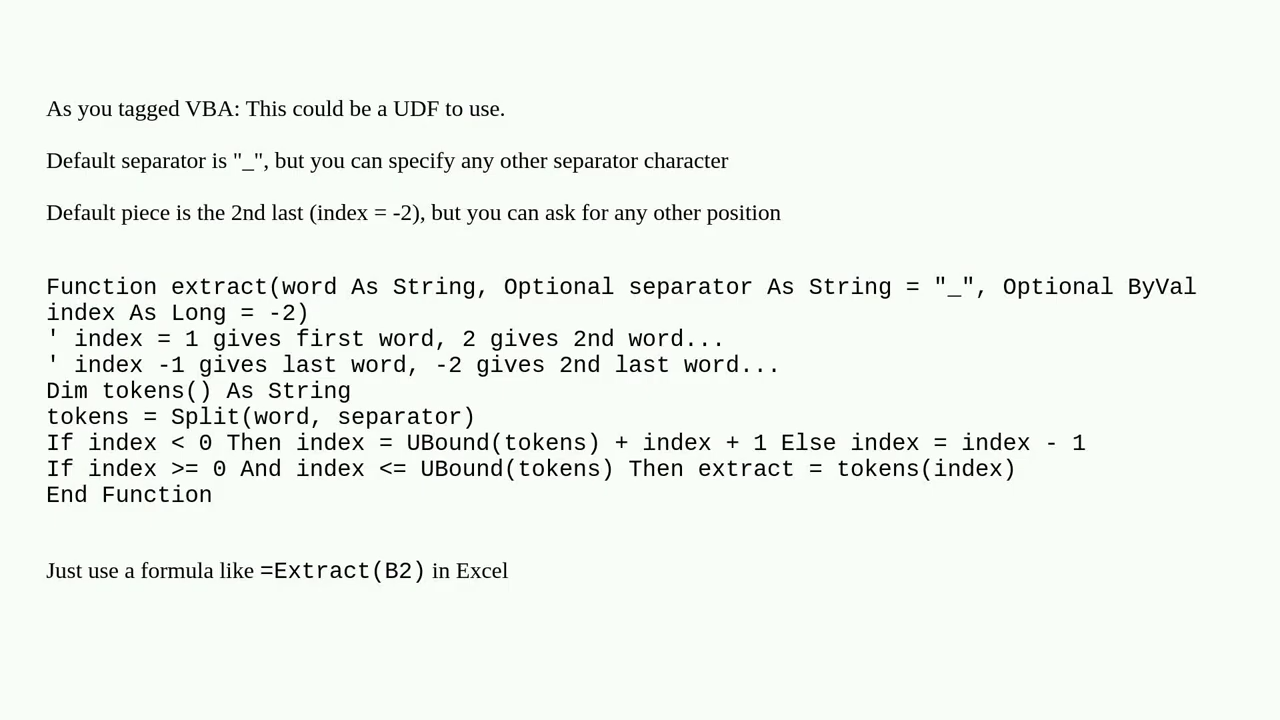 As you tagged VBA: This could be a UDF to use.
Default separator is "_", but you can specify any other separator character
Default piece is the 2nd last (index = -2), but you can ask for any other position
Function extract(word As String, Optional separator As String = "_", Optional ByVal
index As Long = -2)
' index = 1 gives first word, 2 gives 2nd word...
' index -1 gives last word, -2 gives 2nd last word...
Dim tokens() As String
tokens = Split(word, separator)
If index < 0 Then index = UBound(tokens) + index + 1 Else index = index - 1
If index >= 0 And index <= UBound(tokens) Then extract = tokens(index)
End Function
Just use a formula like =Extract(B2) in Excel